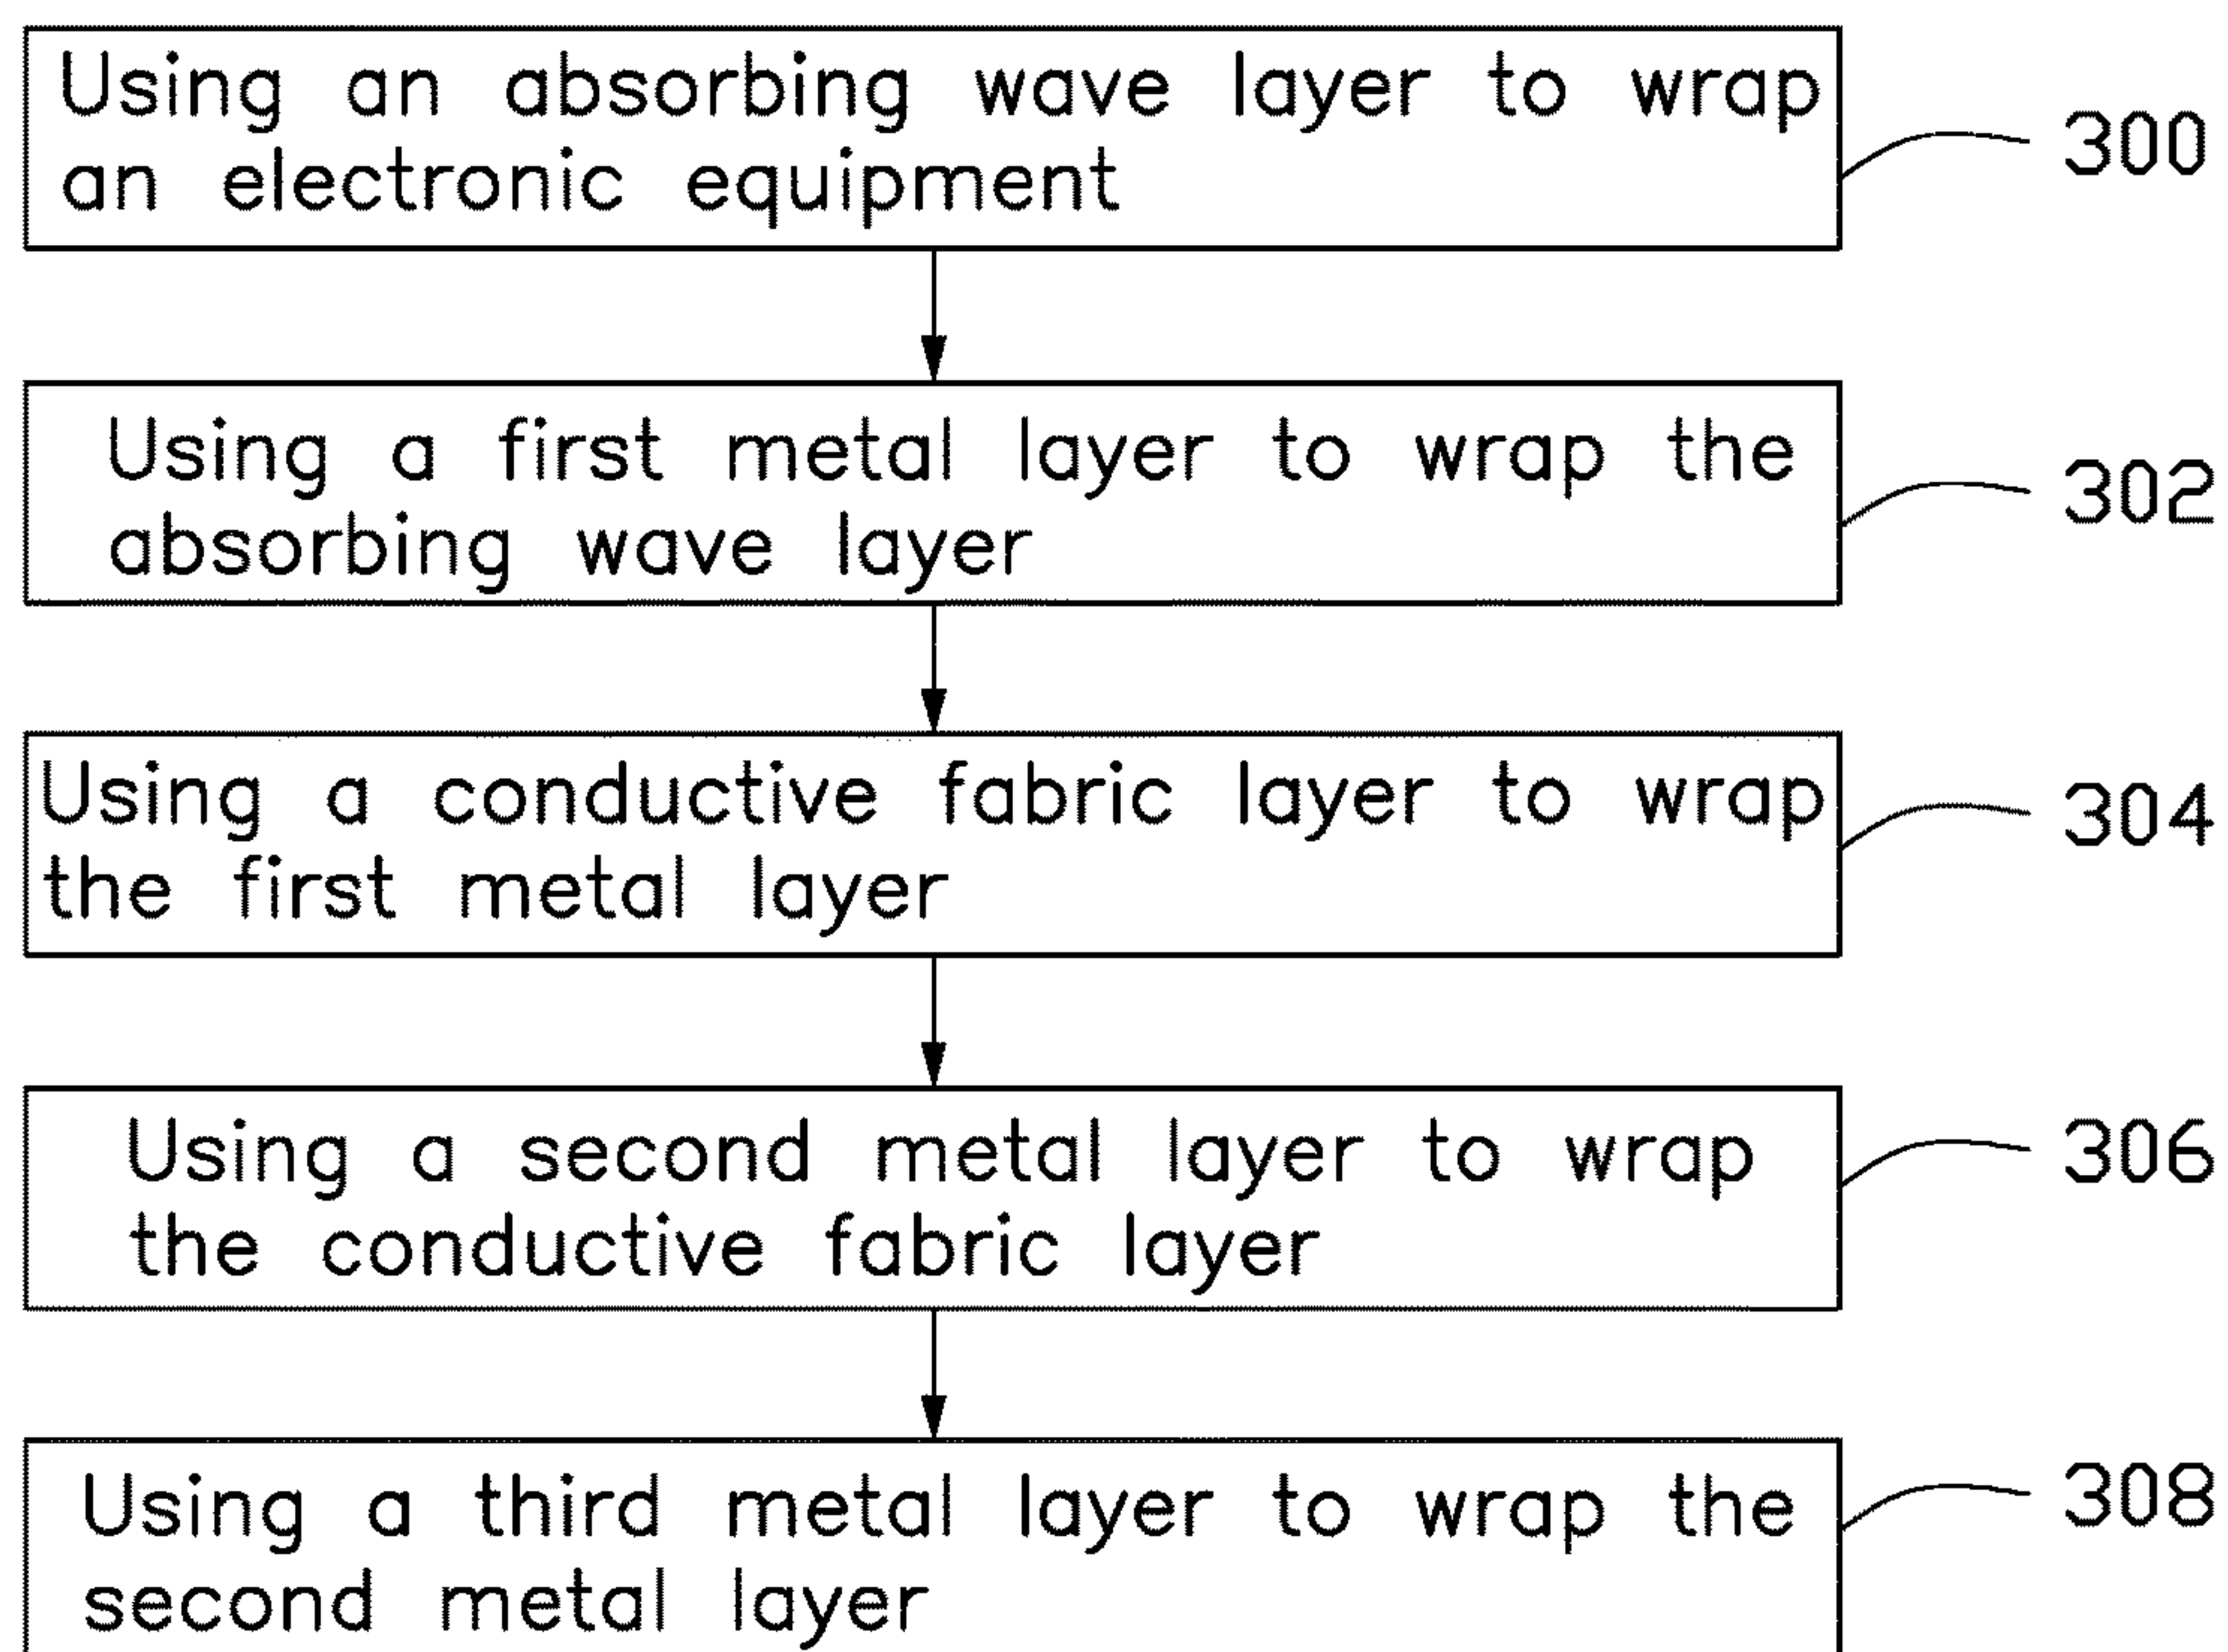 Using an absorbing wave layer to wrap
an electronic equipment
300
Using a first metal layer to wrap the
absorbing wave layer
302
Using a conductive fabric layer to wrap
the first metal layer
304
Using a second metal layer to wrap
the conductive fabric layer
306
Using a third metal layer to wrap the
second metal layer
308